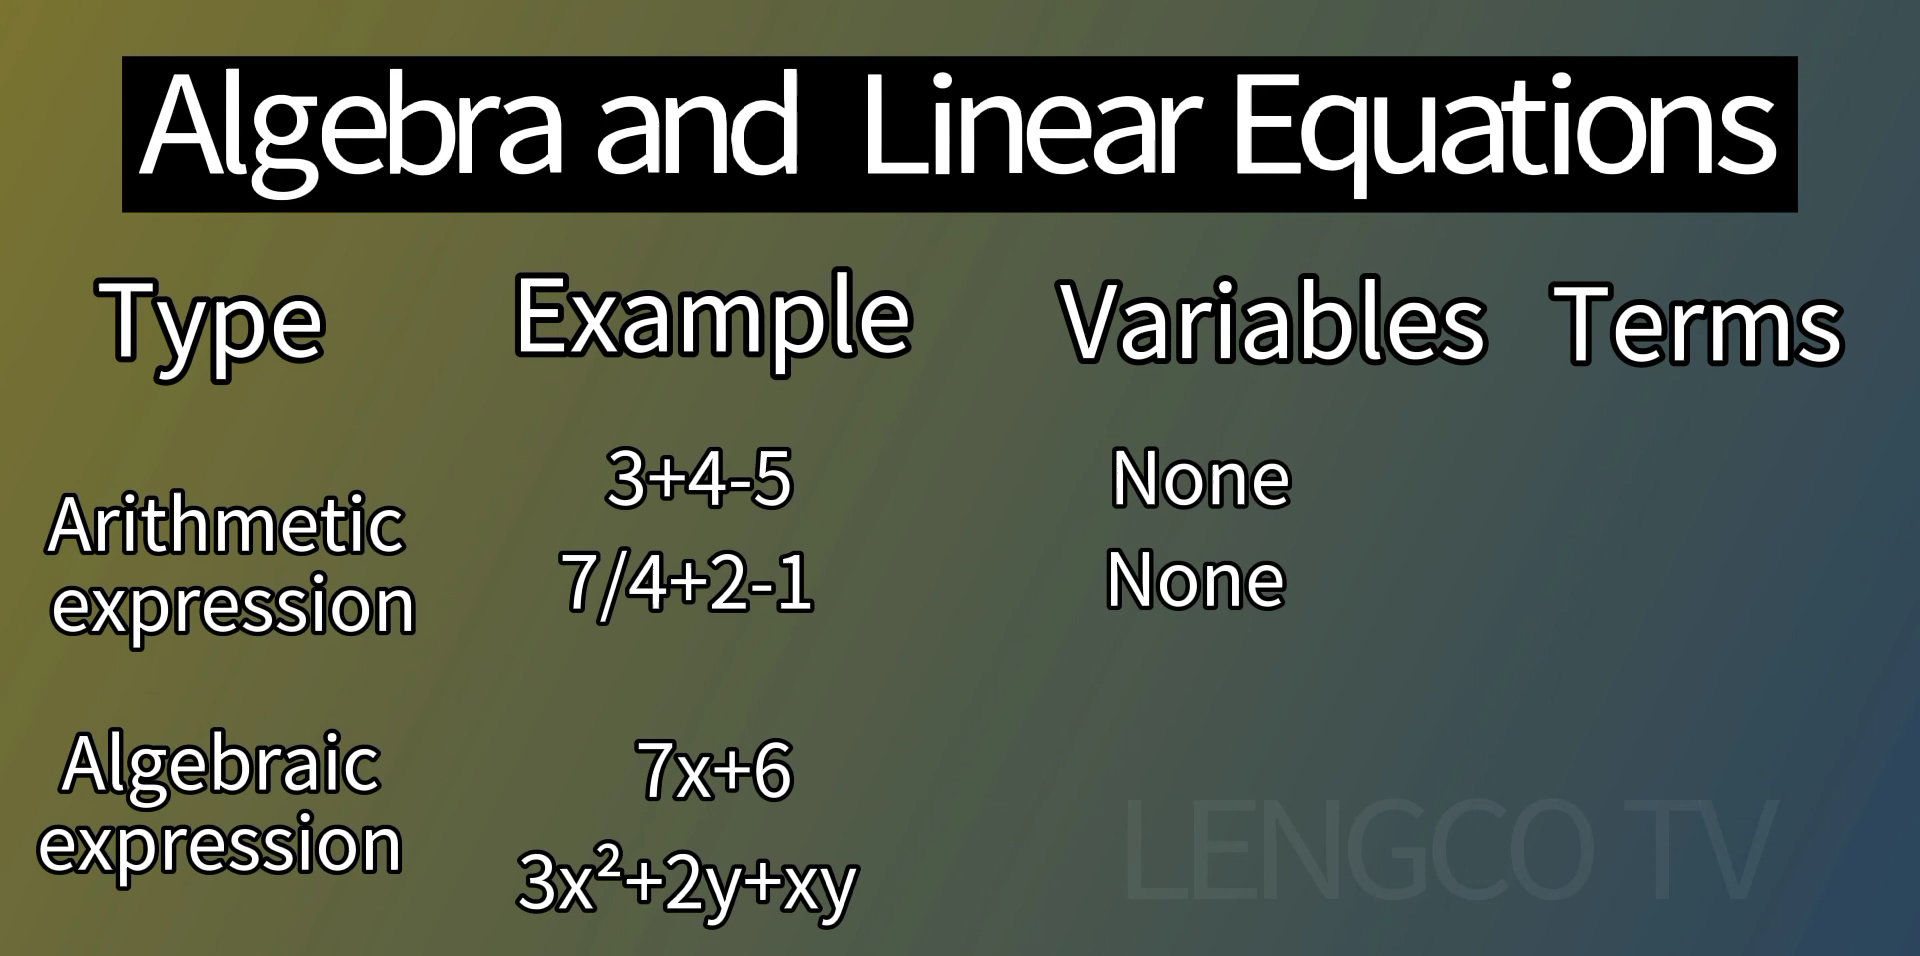 Algebra and Linear Equations
Type Example Variables Terms
3+4-5 None
Arithmetic
7/4+2-1 None
expression
Algebraic
7x+6
expression
3x²+2y+xy
LENGCO TV